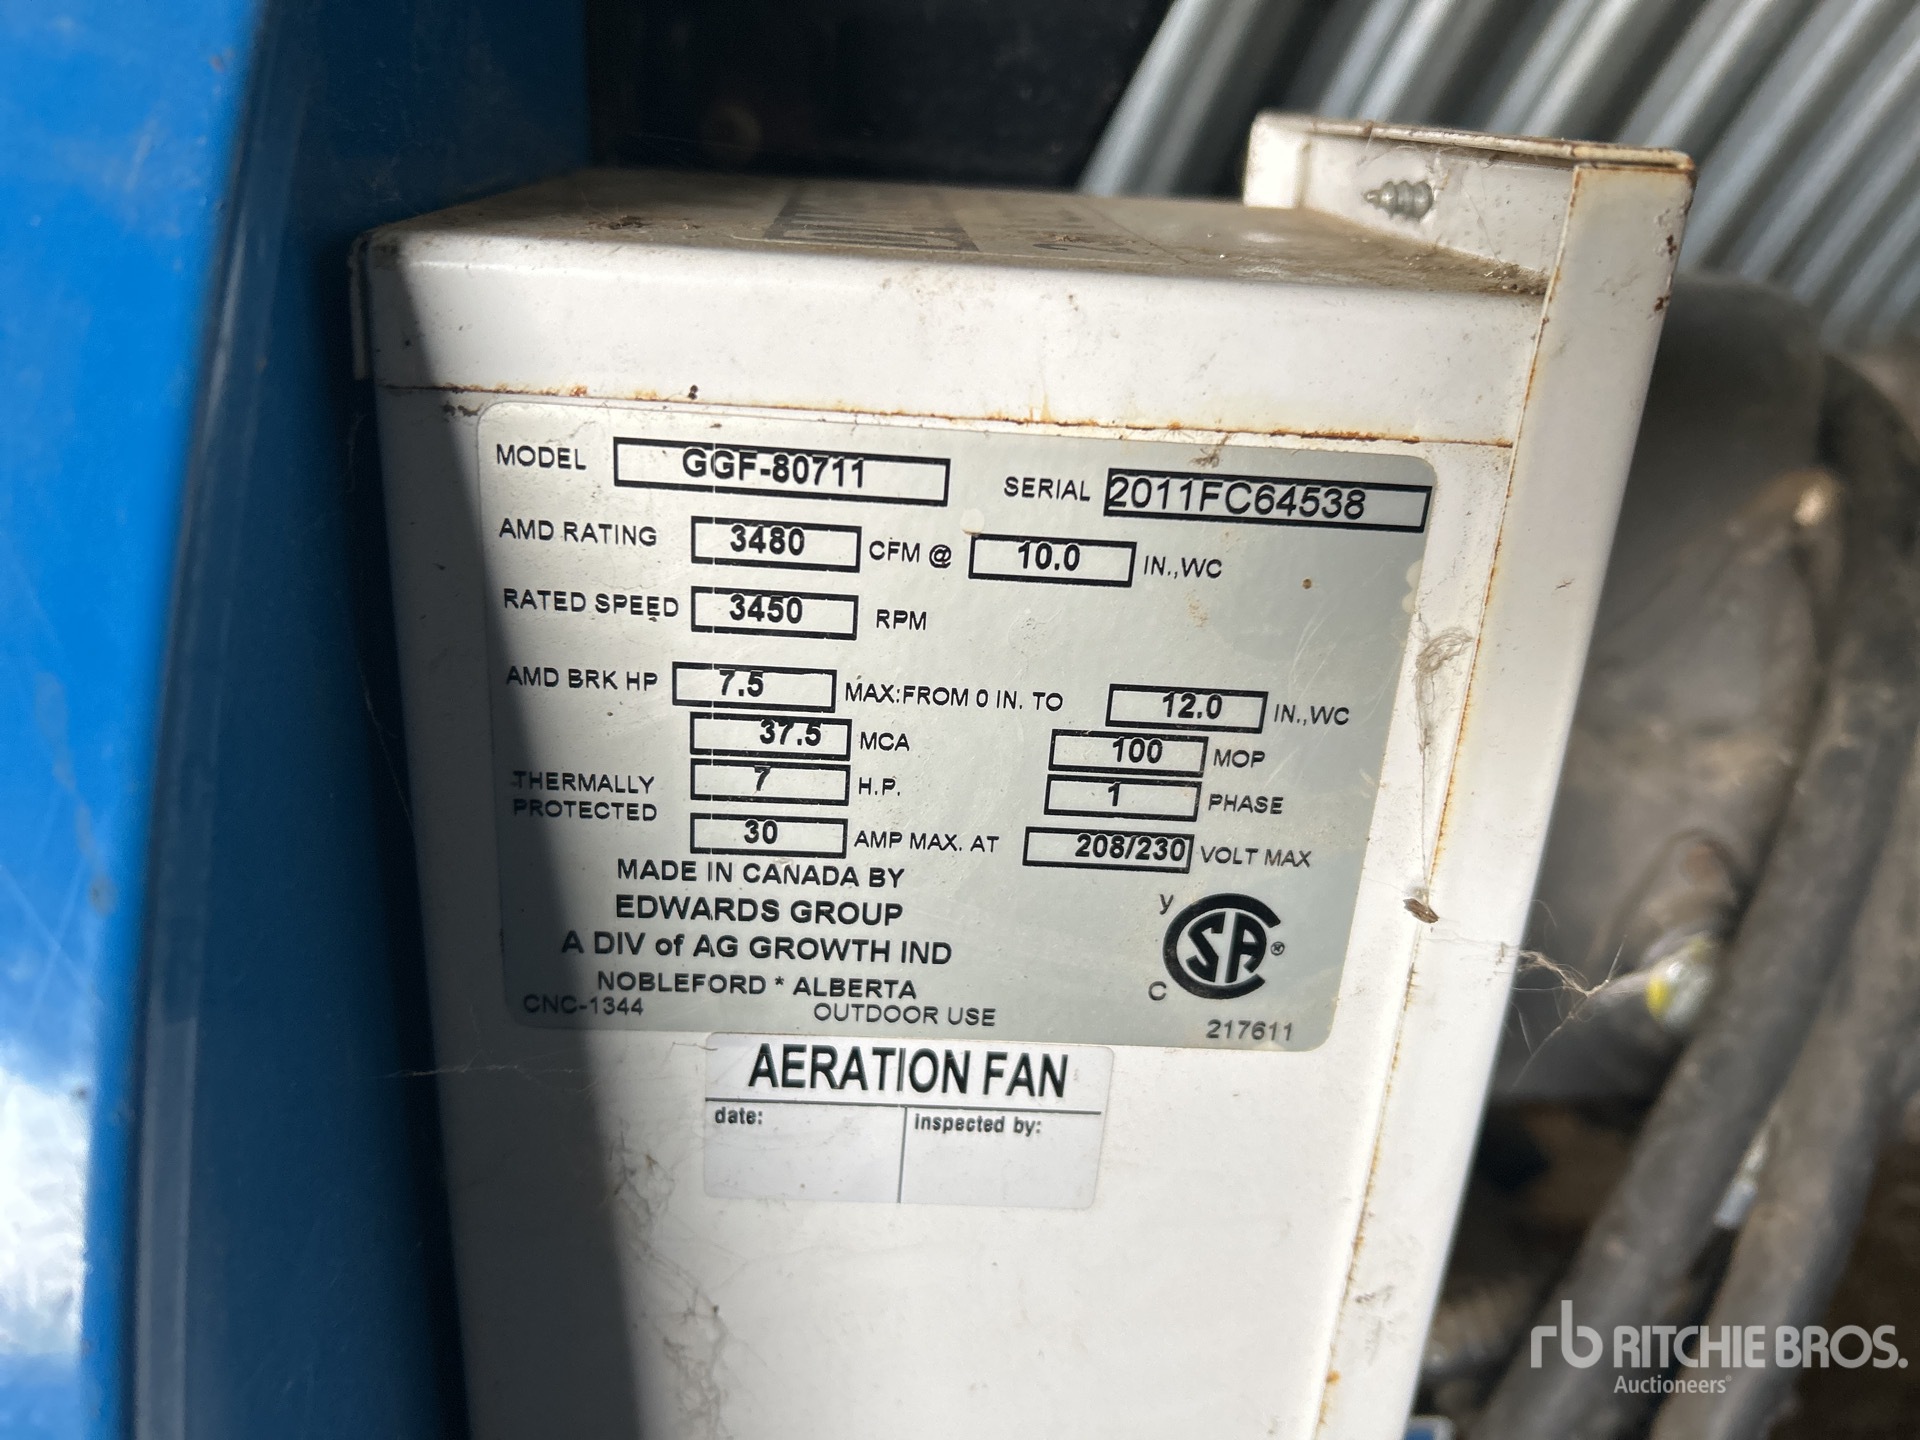 MODEL GGF-80711 SERIAL 2011FC64538
AMD RATING 3480 CFM @ 10.0 IN.,WC
RATED SPEED 3450 RPM
AMD BRK HP 7.5 MAX:FROM 0 IN. TO 12.0 IN.,WC
37.5 MCA 100 MOP
THERMALLY PROTECTED 7 H.P. 1 PHASE
30 AMP MAX. AT 208/230 VOLT MAX
MADE IN CANADA BY
EDWARDS GROUP
A DIV of AG GROWTH IND
NOBLEFORD * ALBERTA
CNC-1344 OUTDOOR USE
Y SA® C
217611
AERATION FAN
date: inspected by:
rb RITCHIE BROS.
Auctioneers®